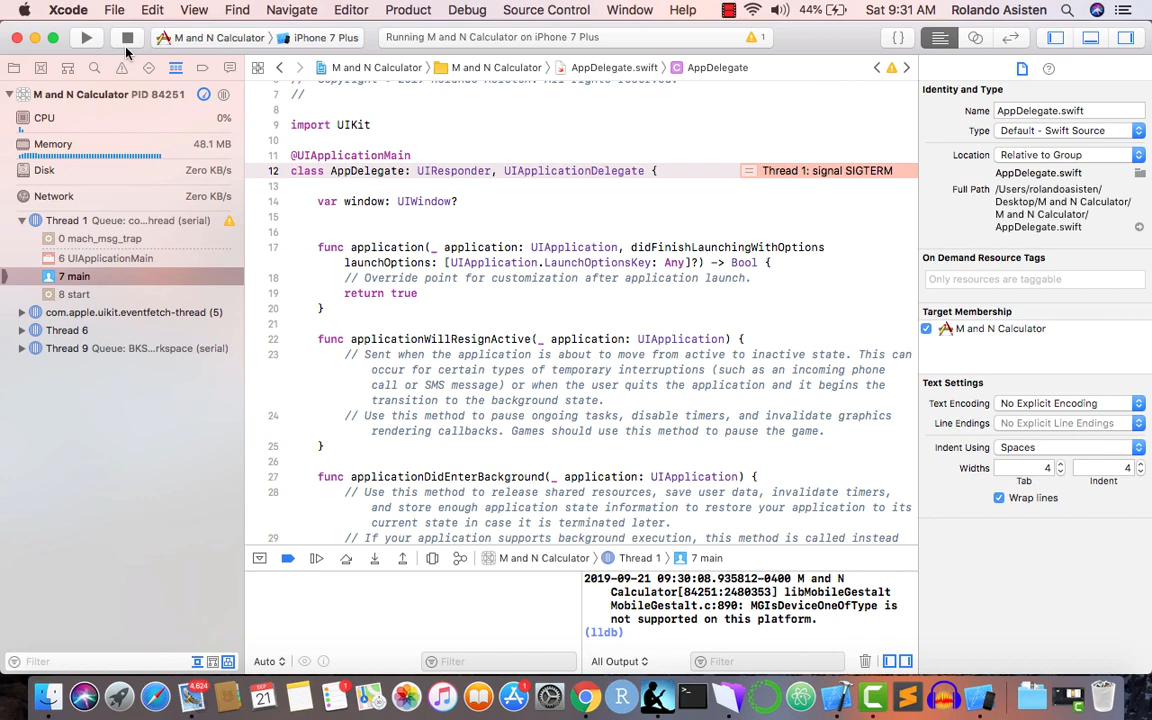 Xcode File Edit View Find Navigate Editor Product Debug Source Control Window Help 44% Sat 9:31 AM Rolando Asisten
M and N Calculator iPhone 7 Plus Running M and N Calculator on iPhone 7 Plus 1
M and N Calculator M and N Calculator AppDelegate.swift AppDelegate
M and N Calculator PID 84251
CPU 0%
Memory 48.1 MB
Disk Zero KB/s
Network Zero KB/s
Thread 1 Queue: co...hread (serial)
0 mach_msg_trap
6 UIApplicationMain
7 main
8 start
com.apple.uikit.eventfetch-thread (5)
Thread 6
Thread 9 Queue: BKS...rkspace (serial)
Filter
7 //
8
9 import UIKit
10
11 @UIApplicationMain
12 class AppDelegate: UIResponder, UIApplicationDelegate { Thread 1: signal SIGTERM
13
14 var window: UIWindow?
15
16
17 func application(_ application: UIApplication, didFinishLaunchingWithOptions
launchOptions: [UIApplication.LaunchOptionsKey: Any]?) -> Bool {
18 // Override point for customization after application launch.
19 return true
20 }
21
22 func applicationWillResignActive(_ application: UIApplication) {
23 // Sent when the application is about to move from active to inactive state. This can
occur for certain types of temporary interruptions (such as an incoming phone
call or SMS message) or when the user quits the application and it begins the
transition to the background state.
24 // Use this method to pause ongoing tasks, disable timers, and invalidate graphics
rendering callbacks. Games should use this method to pause the game.
25 }
26
27 func applicationDidEnterBackground(_ application: UIApplication) {
28 // Use this method to release shared resources, save user data, invalidate timers,
and store enough application state information to restore your application to its
current state in case it is terminated later.
29 // If your application supports background execution, this method is called instead
M and N Calculator Thread 1 7 main
2019-09-21 09:30:08.935812-0400 M and N
Calculator[84251:2480353] libMobileGestalt
MobileGestalt.c:890: MGIsDeviceOneOfType is
not supported on this platform.
(lldb)
Auto Filter All Output Filter
Identity and Type
Name AppDelegate.swift
Type Default - Swift Source
Location Relative to Group
AppDelegate.swift
Full Path /Users/rolandoasisten/
Desktop/M and N Calculator/
M and N Calculator/
AppDelegate.swift
On Demand Resource Tags
Only resources are taggable
Target Membership
M and N Calculator
Text Settings
Text Encoding No Explicit Encoding
Line Endings No Explicit Line Endings
Indent Using Spaces
Widths 4 4
Tab Indent
Wrap lines
4,624
SEP
21
1
R